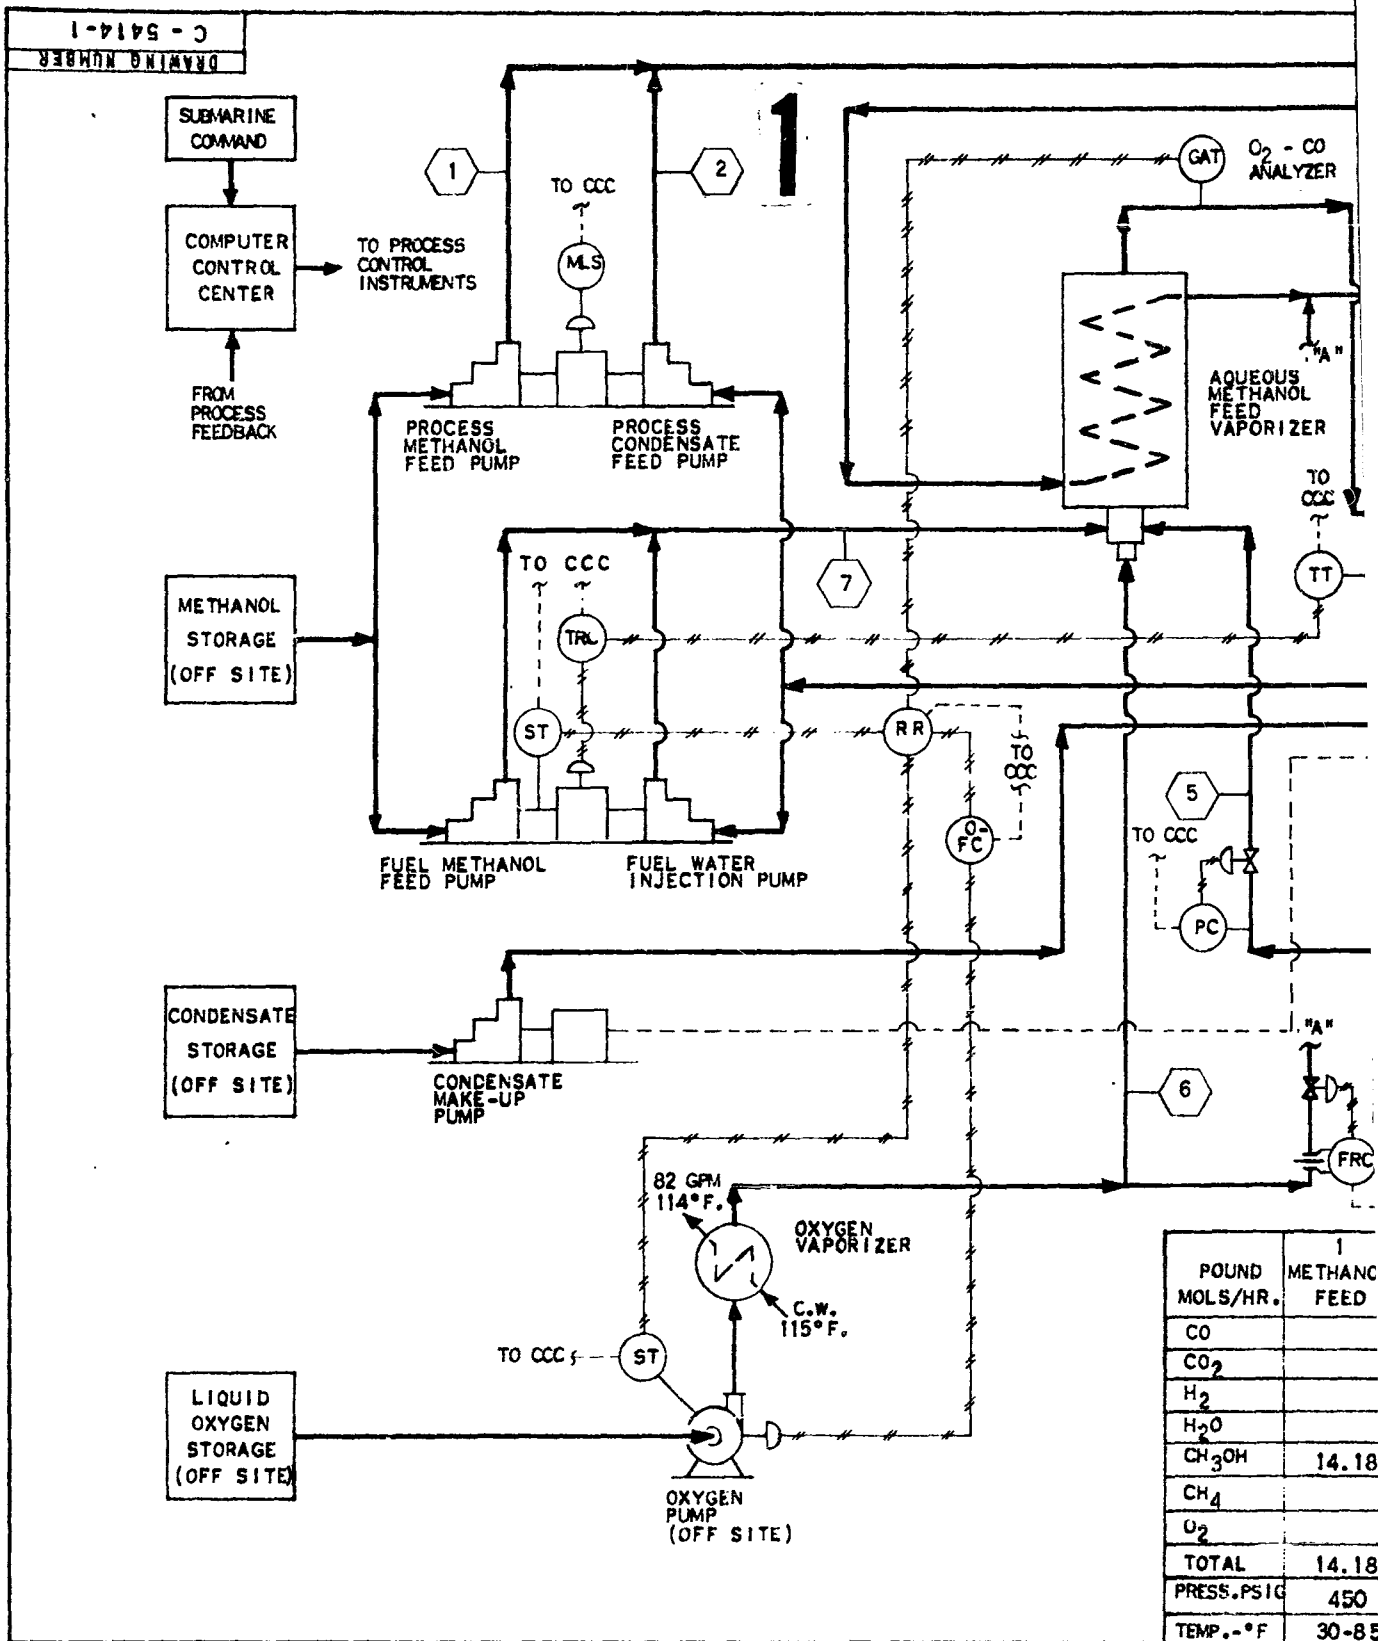 C - 5414-1
DRAWING NUMBER
SUBMARINE
COMMAND
COMPUTER
CONTROL
CENTER
TO PROCESS
CONTROL
INSTRUMENTS
FROM
PROCESS
FEEDBACK
1
2
1
TO CCC
MLS
PROCESS
METHANOL
FEED PUMP
PROCESS
CONDENSATE
FEED PUMP
GAT
O2 - CO
ANALYZER
"A"
AQUEOUS
METHANOL
FEED
VAPORIZER
TO
CCC
TT
METHANOL
STORAGE
(OFF SITE)
TO CCC
TRC
ST
7
RR
TO
CCC
O-
FC
FUEL METHANOL
FEED PUMP
FUEL WATER
INJECTION PUMP
5
TO CCC
PC
CONDENSATE
STORAGE
(OFF SITE)
CONDENSATE
MAKE-UP
PUMP
"A"
6
FRC
82 GPM
114°F.
OXYGEN
VAPORIZER
C.W.
115°F.
TO CCC
ST
LIQUID
OXYGEN
STORAGE
(OFF SITE)
OXYGEN
PUMP
(OFF SITE)
POUND
MOLS/HR.
1
METHANO
FEED
CO
CO2
H2
H2O
CH3OH 14.18
CH4
O2
TOTAL 14.18
PRESS.PSIG 450
TEMP.-°F 30-85